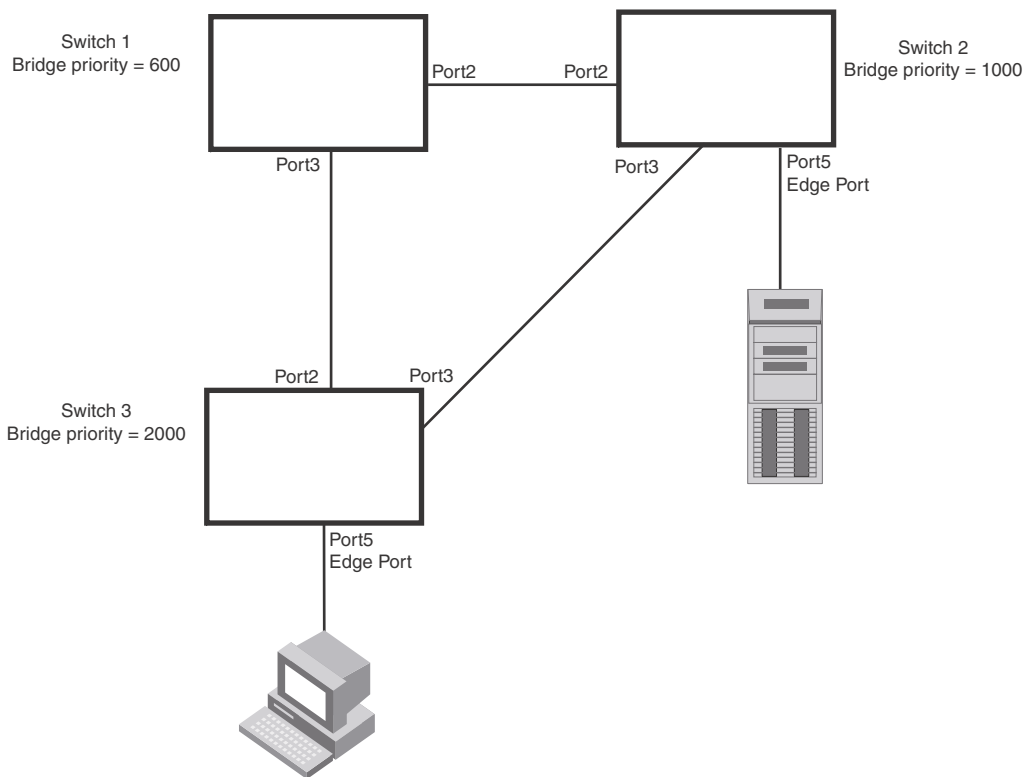 Switch 1
Bridge priority = 600
Port2
Port2
Switch 2
Bridge priority = 1000
Port3
Port3
Port5
Edge Port
Port2
Port3
Switch 3
Bridge priority = 2000
Port5
Edge Port